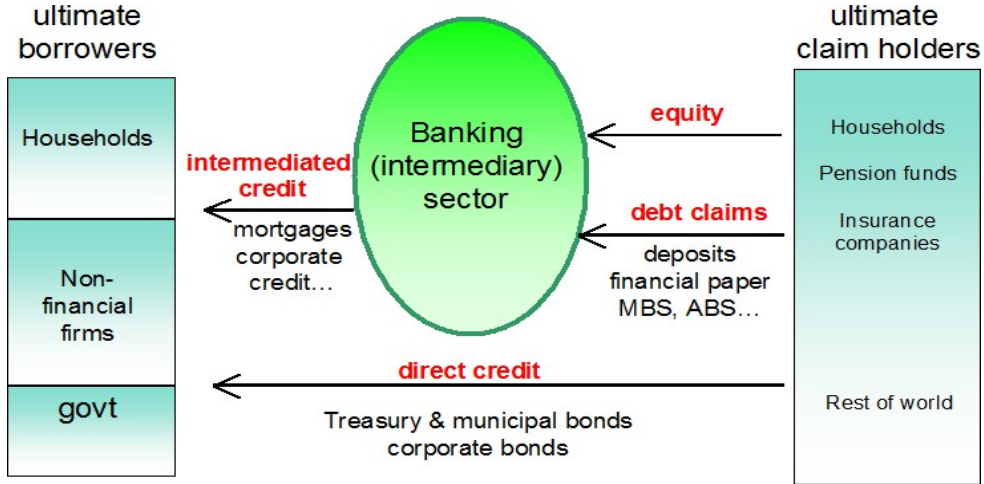 ultimate
borrowers
Households
Non-
financial
firms
govt
intermediated
credit
mortgages
corporate
credit…
Banking
(intermediary)
sector
equity
debt claims
deposits
financial paper
MBS, ABS…
direct credit
Treasury & municipal bonds
corporate bonds
ultimate
claim holders
Households
Pension funds
Insurance
companies
Rest of world